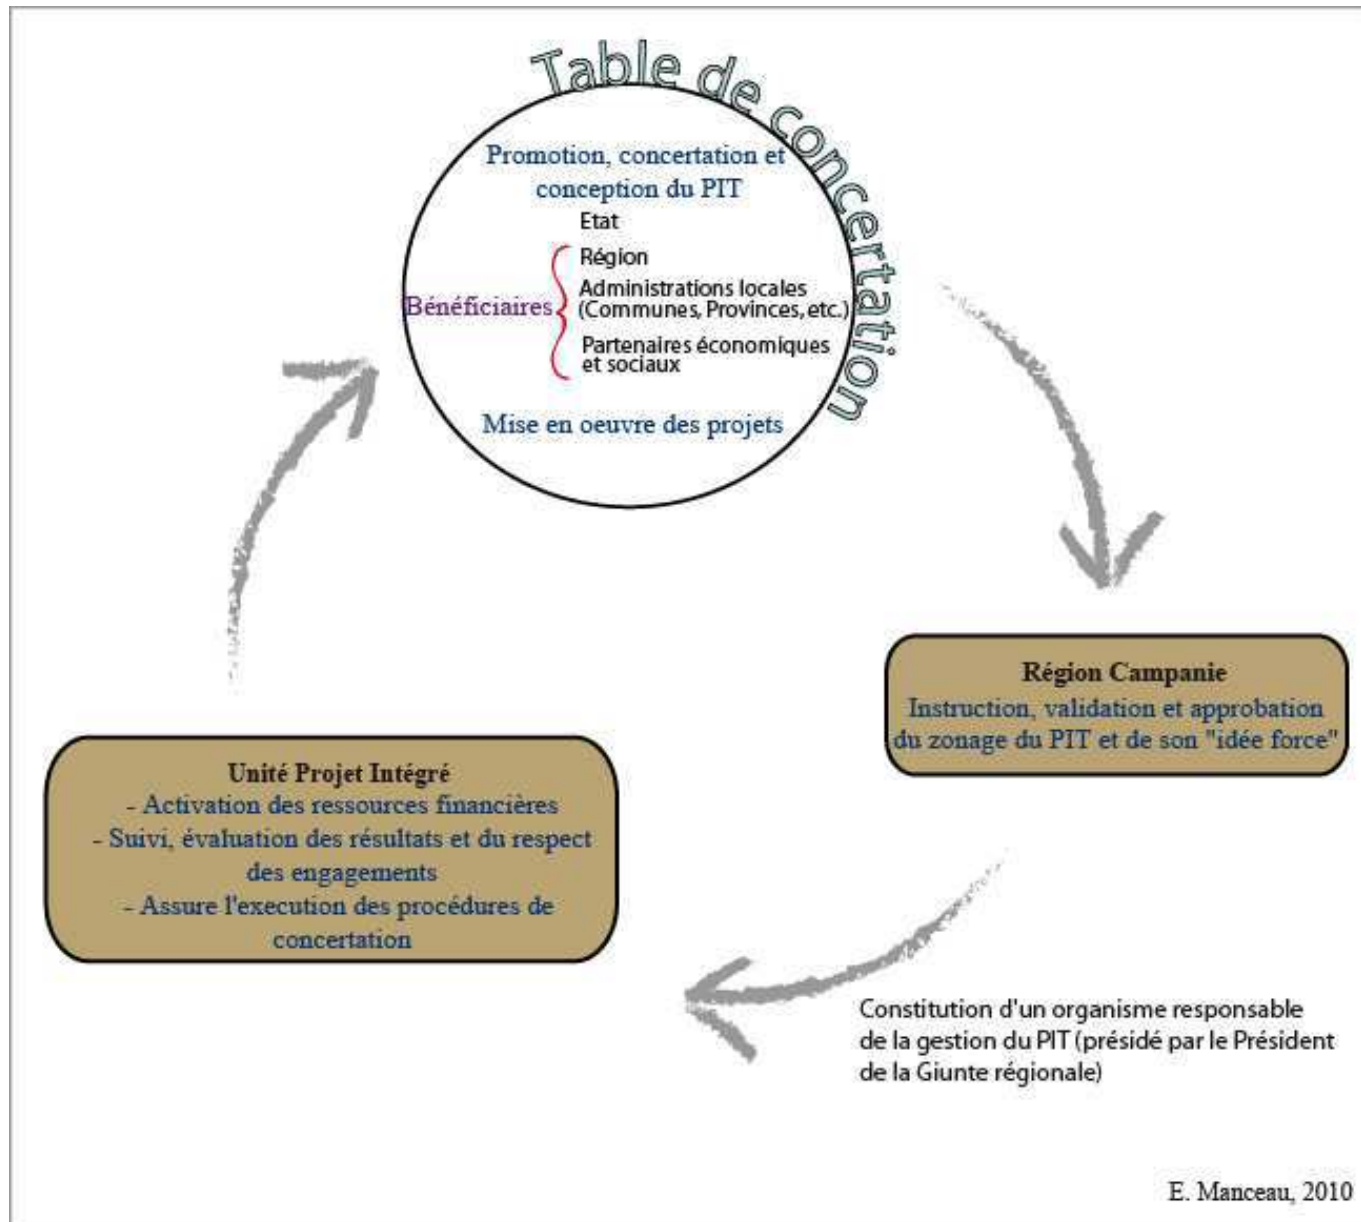 Table de concertation
Promotion, concertation et
conception du PIT
Etat
Région
Administrations locales
(Communes, Provinces, etc.)
Bénéficiaires
Partenaires économiques
et sociaux
Mise en oeuvre des projets
Région Campanie
Instruction, validation et approbation
du zonage du PIT et de son "idée force"
Constitution d'un organisme responsable
de la gestion du PIT (présidé par le Président
de la Giunte régionale)
Unité Projet Intégré
- Activation des ressources financières
- Suivi, évaluation des résultats et du respect
des engagements
- Assure l'execution des procédures de
concertation
E. Manceau, 2010